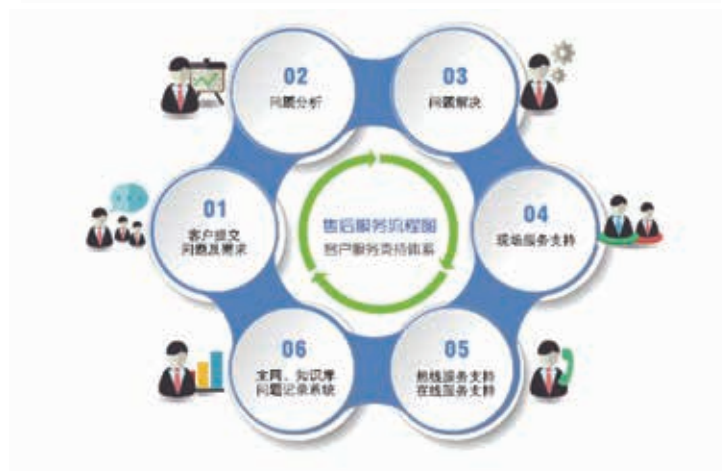 01
客户提交
问题及需求
02
问题分析
03
问题解决
04
现场服务支持
05
热线服务支持
在线服务支持
06
全网、知识库
问题记录系统
售后服务流程图
客户服务支持体系